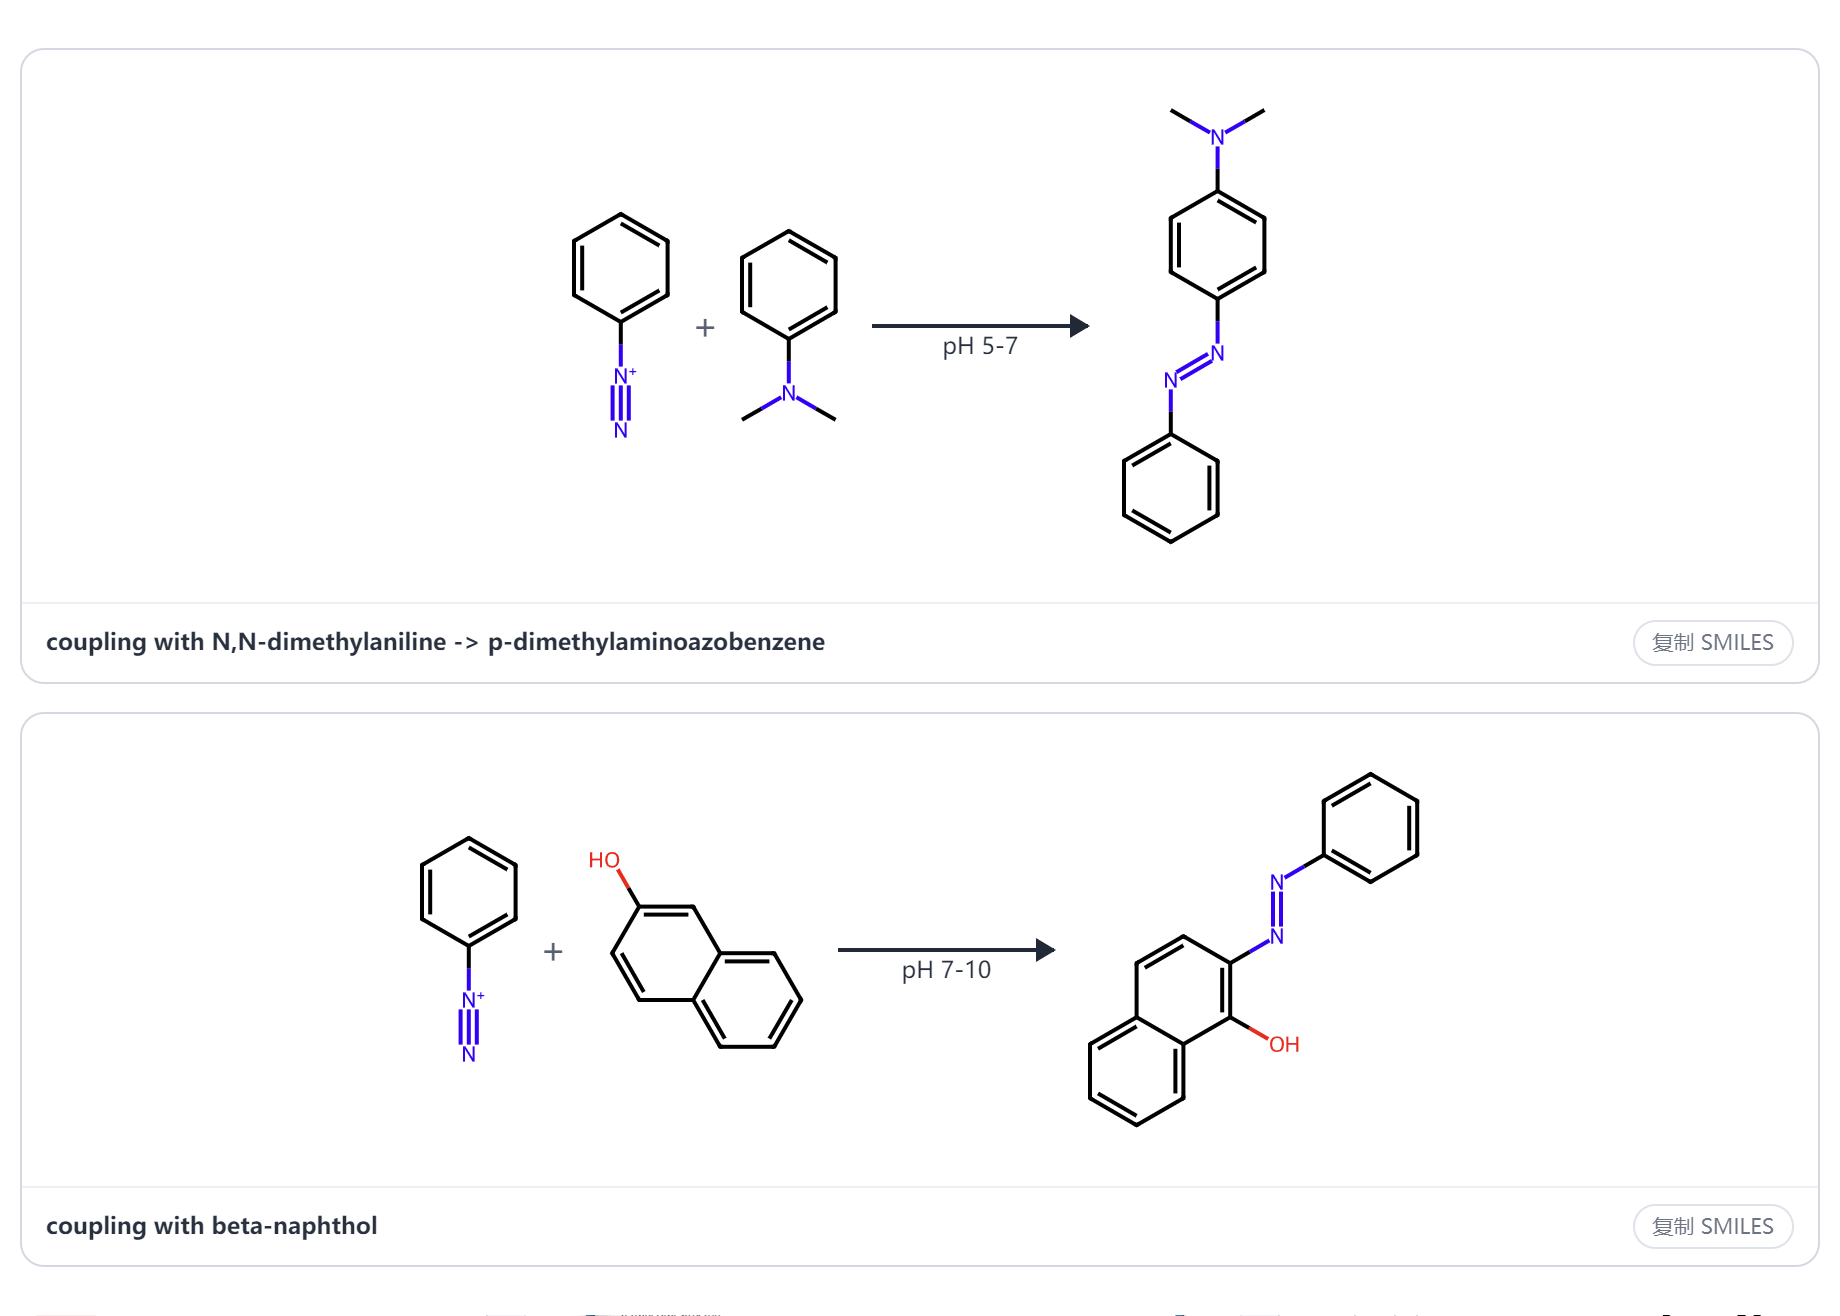 N
N⁺
N
+
N
pH 5-7
N
N
coupling with N,N-dimethylaniline -> p-dimethylaminoazobenzene
复制 SMILES
HO
N
N
N⁺
N
+
pH 7-10
OH
coupling with beta-naphthol
复制 SMILES